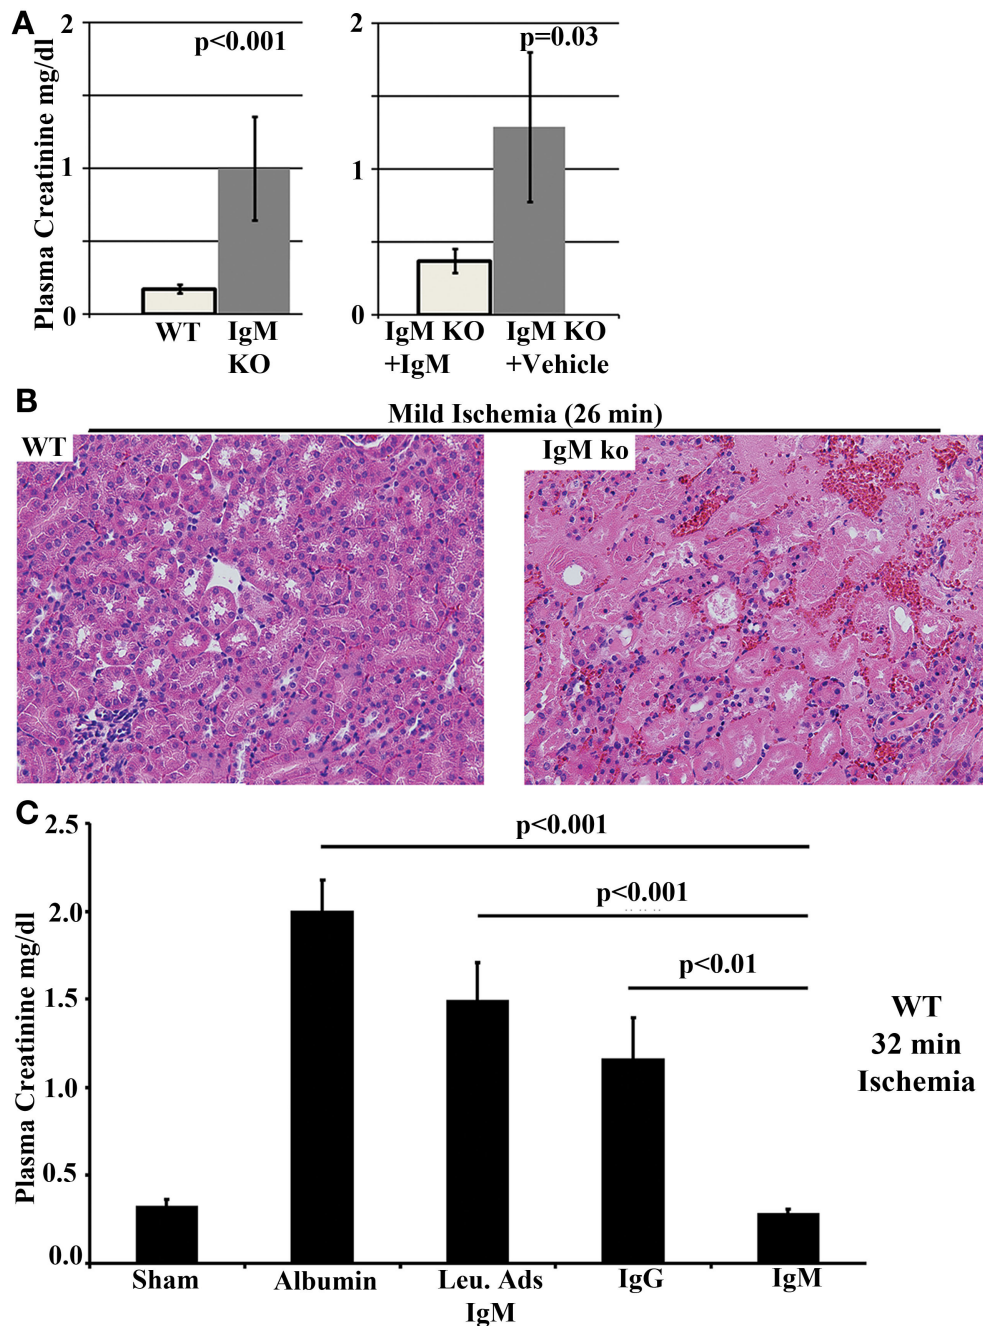 A
Plasma Creatinine mg/dl
2
1
0
p<0.001
WT
IgM
KO
2
1
0
p=0.03
IgM KO
+IgM
IgM KO
+Vehicle
B
Mild Ischemia (26 min)
WT
IgM ko
C
Plasma Creatinine mg/dl
2.5
2.0
1.5
1.0
0.5
0.0
p<0.001
p<0.001
p<0.01
WT
32 min
Ischemia
Sham
Albumin
Leu. Ads
IgM
IgG
IgM